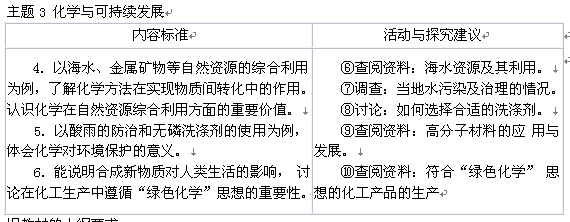 主题 3 化学与可持续发展
内容标准
活动与探究建议
4. 以海水、金属矿物等自然资源的综合利用
为例，了解化学方法在实现物质间转化中的作用。
认识化学在自然资源综合利用方面的重要价值。
5. 以酸雨的防治和无磷洗涤剂的使用为例，
体会化学对环境保护的意义。
6. 能说明合成新物质对人类生活的影响， 讨
论在化工生产中遵循“绿色化学”思想的重要性。
⑥查阅资料：海水资源及其利用。
⑦调查：当地水污染及治理的情况。
⑧讨论：如何选择合适的洗涤剂。
⑨查阅资料：高分子材料的应 用与
发展。
⑩查阅资料：符合“绿色化学” 思
想的化工产品的生产